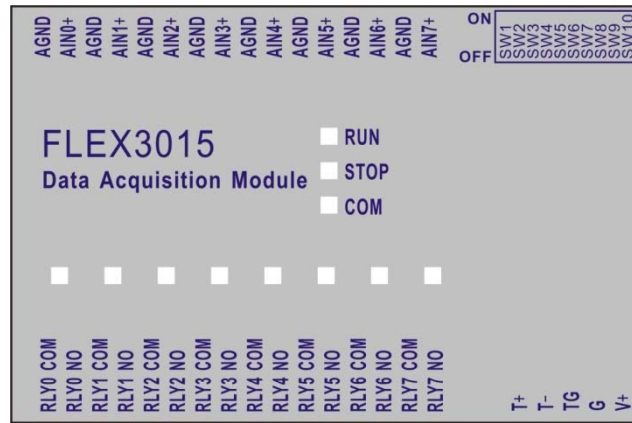 AGND
AIN0+
AGND
AIN1+
AGND
AIN2+
AGND
AIN3+
AGND
AIN4+
AGND
AIN5+
AGND
AIN6+
AGND
AIN7+
ON
OFF
SW1
SW2
SW3
SW4
SW5
SW6
SW7
SW8
SW9
SW10
FLEX3015
Data Acquisition Module
RUN
STOP
COM
RLY0 COM
RLY0 NO
RLY1 COM
RLY1 NO
RLY2 COM
RLY2 NO
RLY3 COM
RLY3 NO
RLY4 COM
RLY4 NO
RLY5 COM
RLY5 NO
RLY6 COM
RLY6 NO
RLY7 COM
RLY7 NO
T+
T-
TG
G
V+